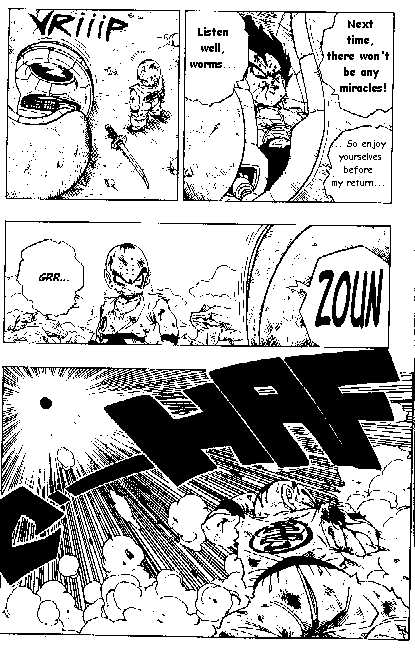 Next
time,
there won't
be any
miracles!
Listen
well,
worms...
...So enjoy
yourselves
before
my return...
VRIIIP
GRR...
ZOUN